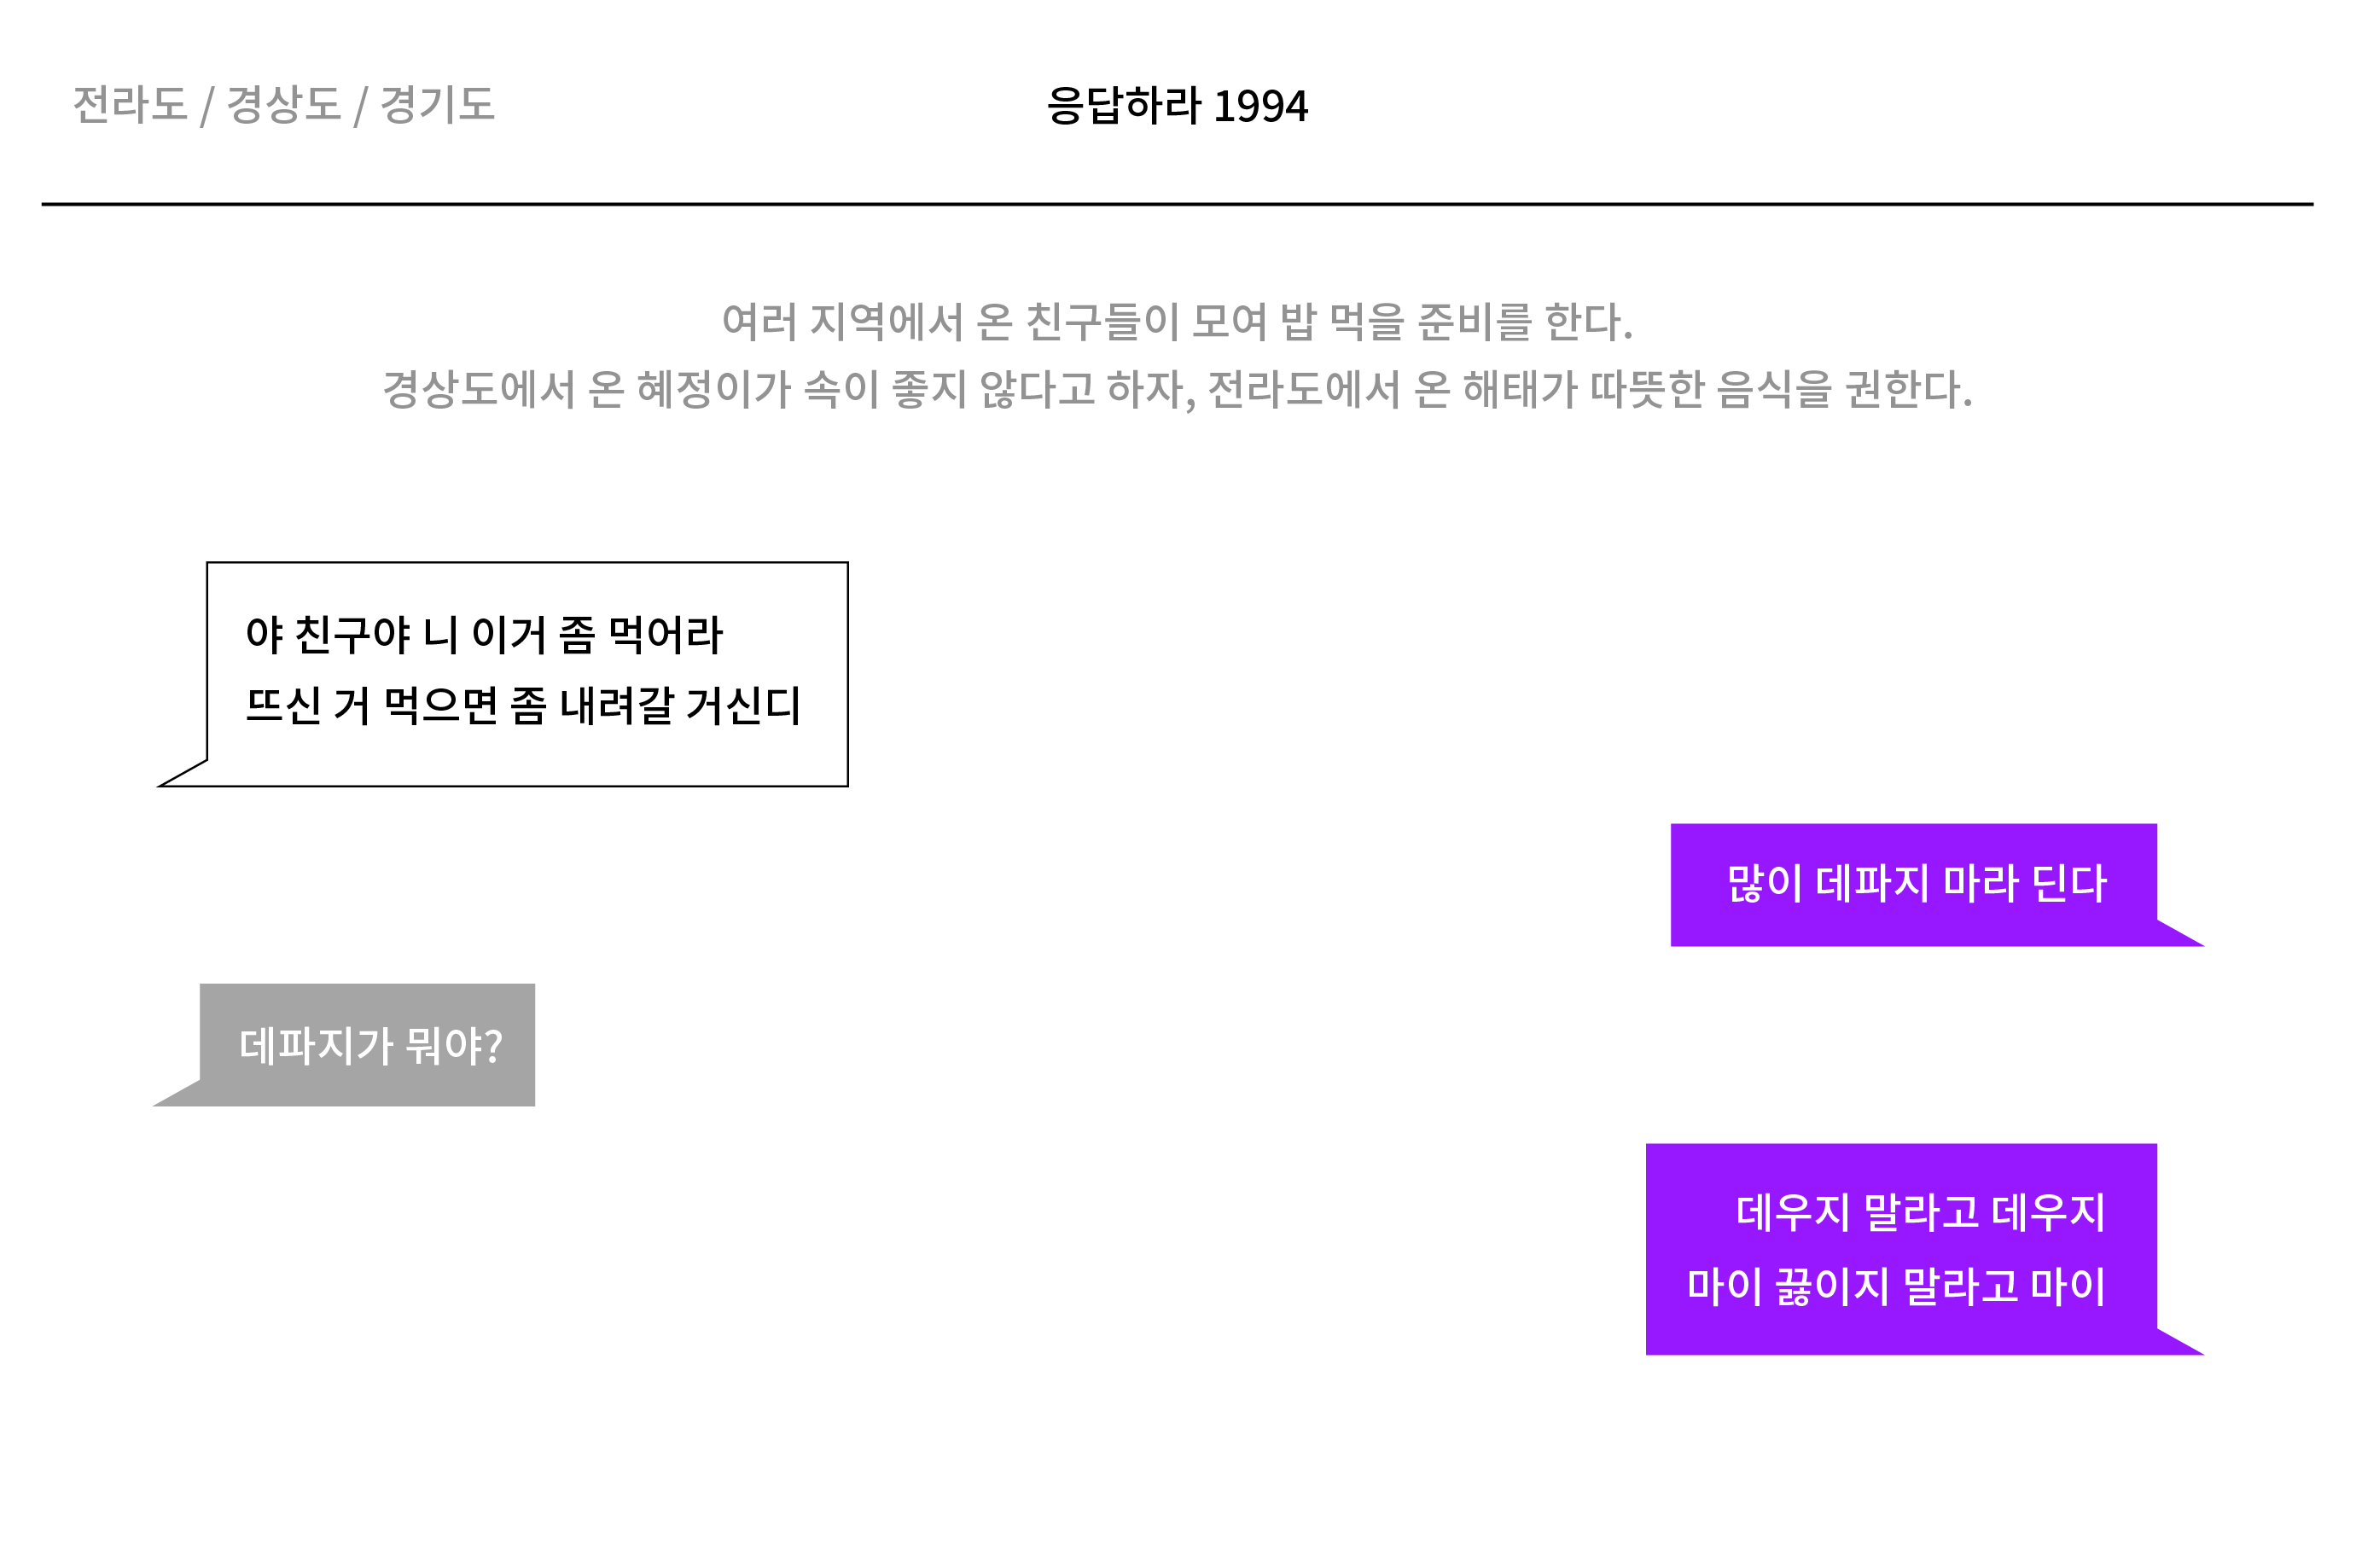 전라도 / 경상도 / 경기도
응답하라 1994
여러 지역에서 온 친구들이 모여 밥 먹을 준비를 한다.
경상도에서 온 해성이가 속이 좋지 않다고하자, 전라도에서 온 해태가 따뜻한 음식을 권한다.
야 친구야 니 이거 좀 먹어라
뜨신 거 먹으면 좀 내려갈 거신디
많이 데파지 마라 딘다
데파지가 뭐야?
데우지 말라고 데우지
마이 끓이지 말라고 마이